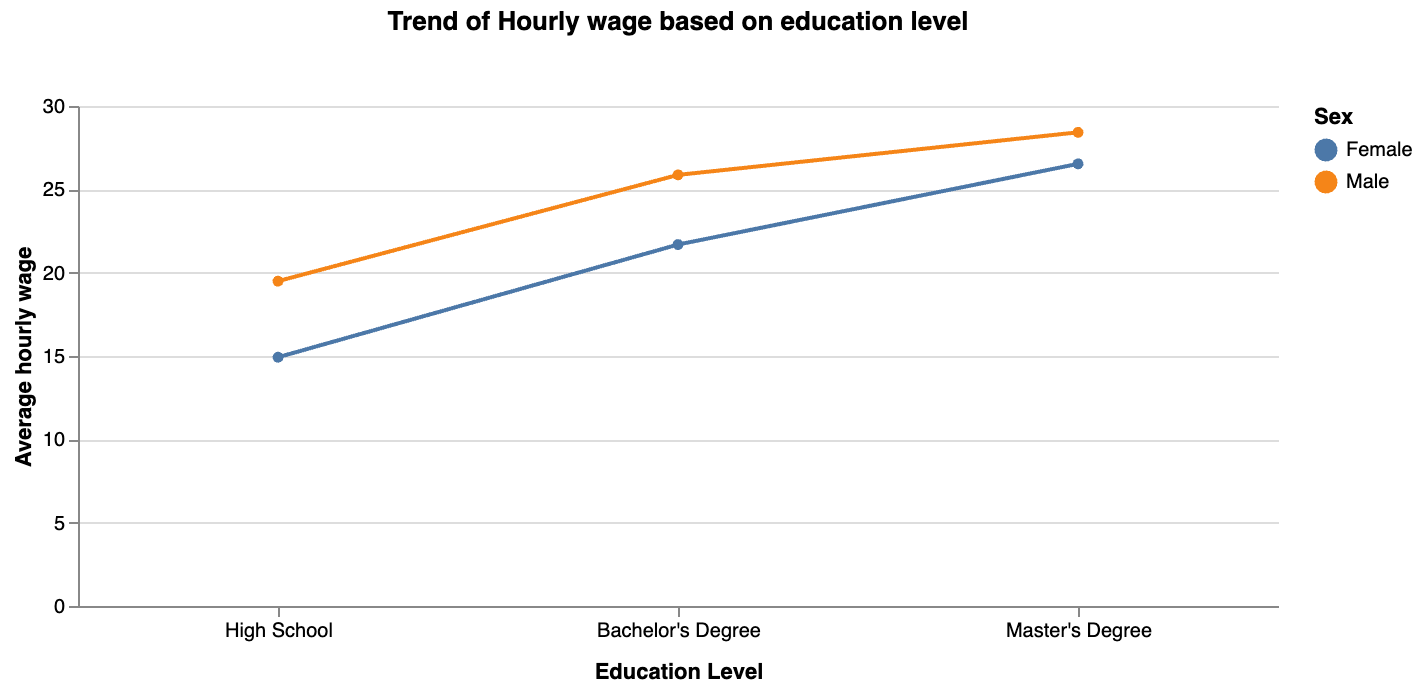 Trend of Hourly wage based on education level
30
25
20
15
10
5
0
Average hourly wage
High School
Bachelor's Degree
Master's Degree
Education Level
Sex
Female
Male